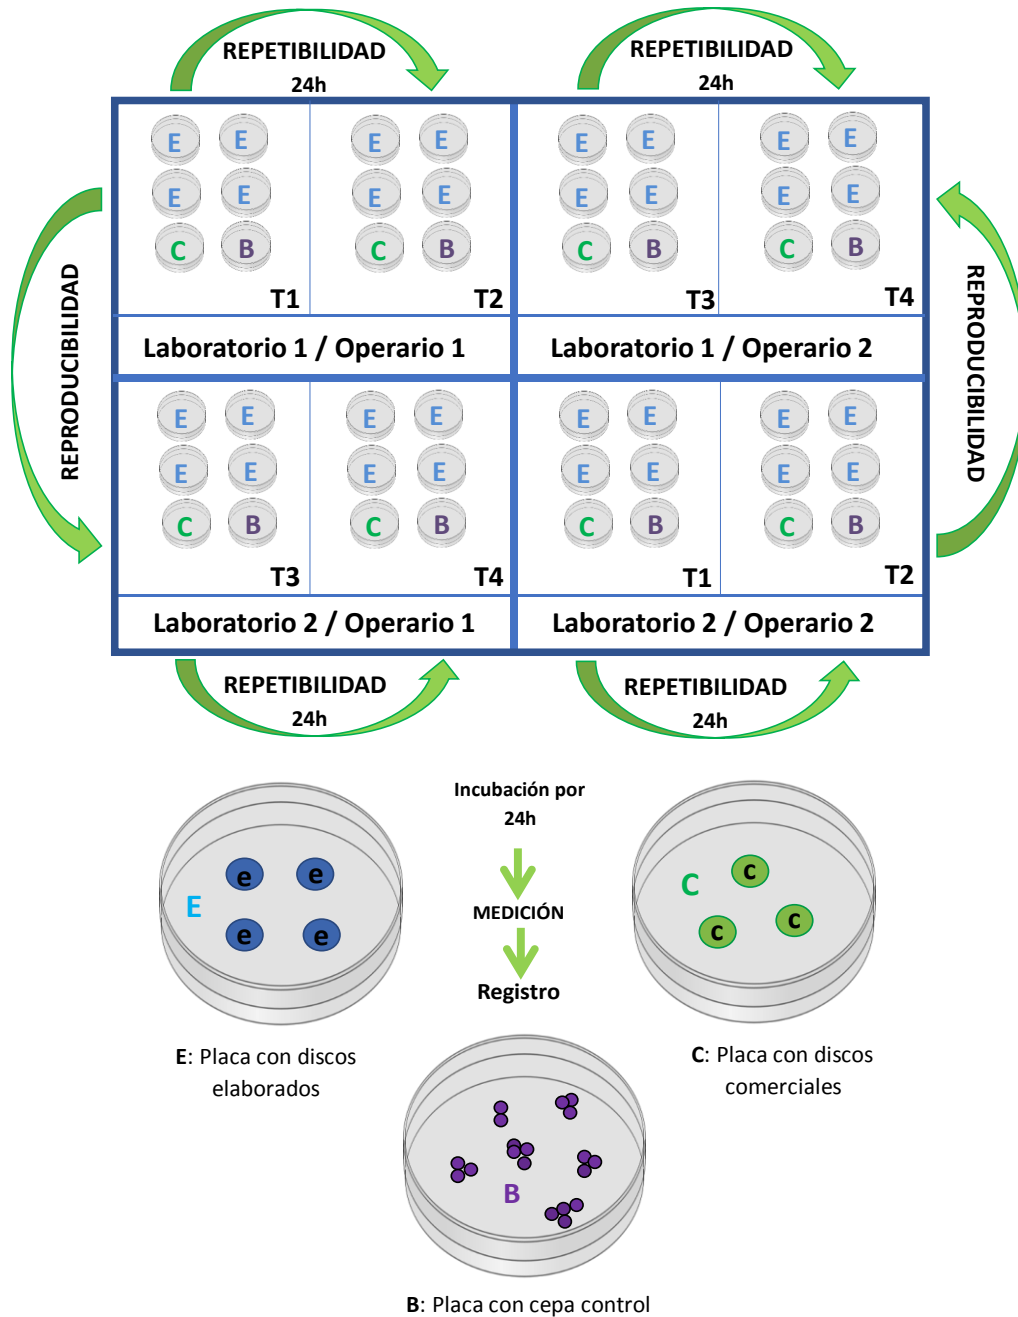 REPETIBILIDAD
24h
REPETIBILIDAD
24h
E E E E E E E E
E E E E E E E E
C B C B C B C B
T1 T2 T3 T4
Laboratorio 1 / Operario 1
Laboratorio 1 / Operario 2
REPRODUCIBILIDAD
REPRODUCIBILIDAD
E E E E E E E E
E E E E E E E E
C B C B C B C B
T3 T4 T1 T2
Laboratorio 2 / Operario 1
Laboratorio 2 / Operario 2
REPETIBILIDAD
24h
REPETIBILIDAD
24h
Incubación por
24h
MEDICIÓN
Registro
e e
E
e e
c
C
c c
E: Placa con discos
elaborados
C: Placa con discos
comerciales
B
B: Placa con cepa control